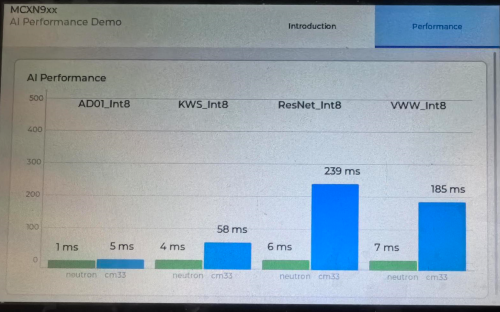 MCXN9xx
AI Performance Demo
Introduction
Performance
AI Performance
500
AD01_Int8
KWS_Int8
ResNet_Int8
VWW_Int8
400
300
239 ms
200
185 ms
100
58 ms
1 ms
5 ms
4 ms
6 ms
7 ms
0
neutron cm33
neutron cm33
neutron cm33
neutron cm33